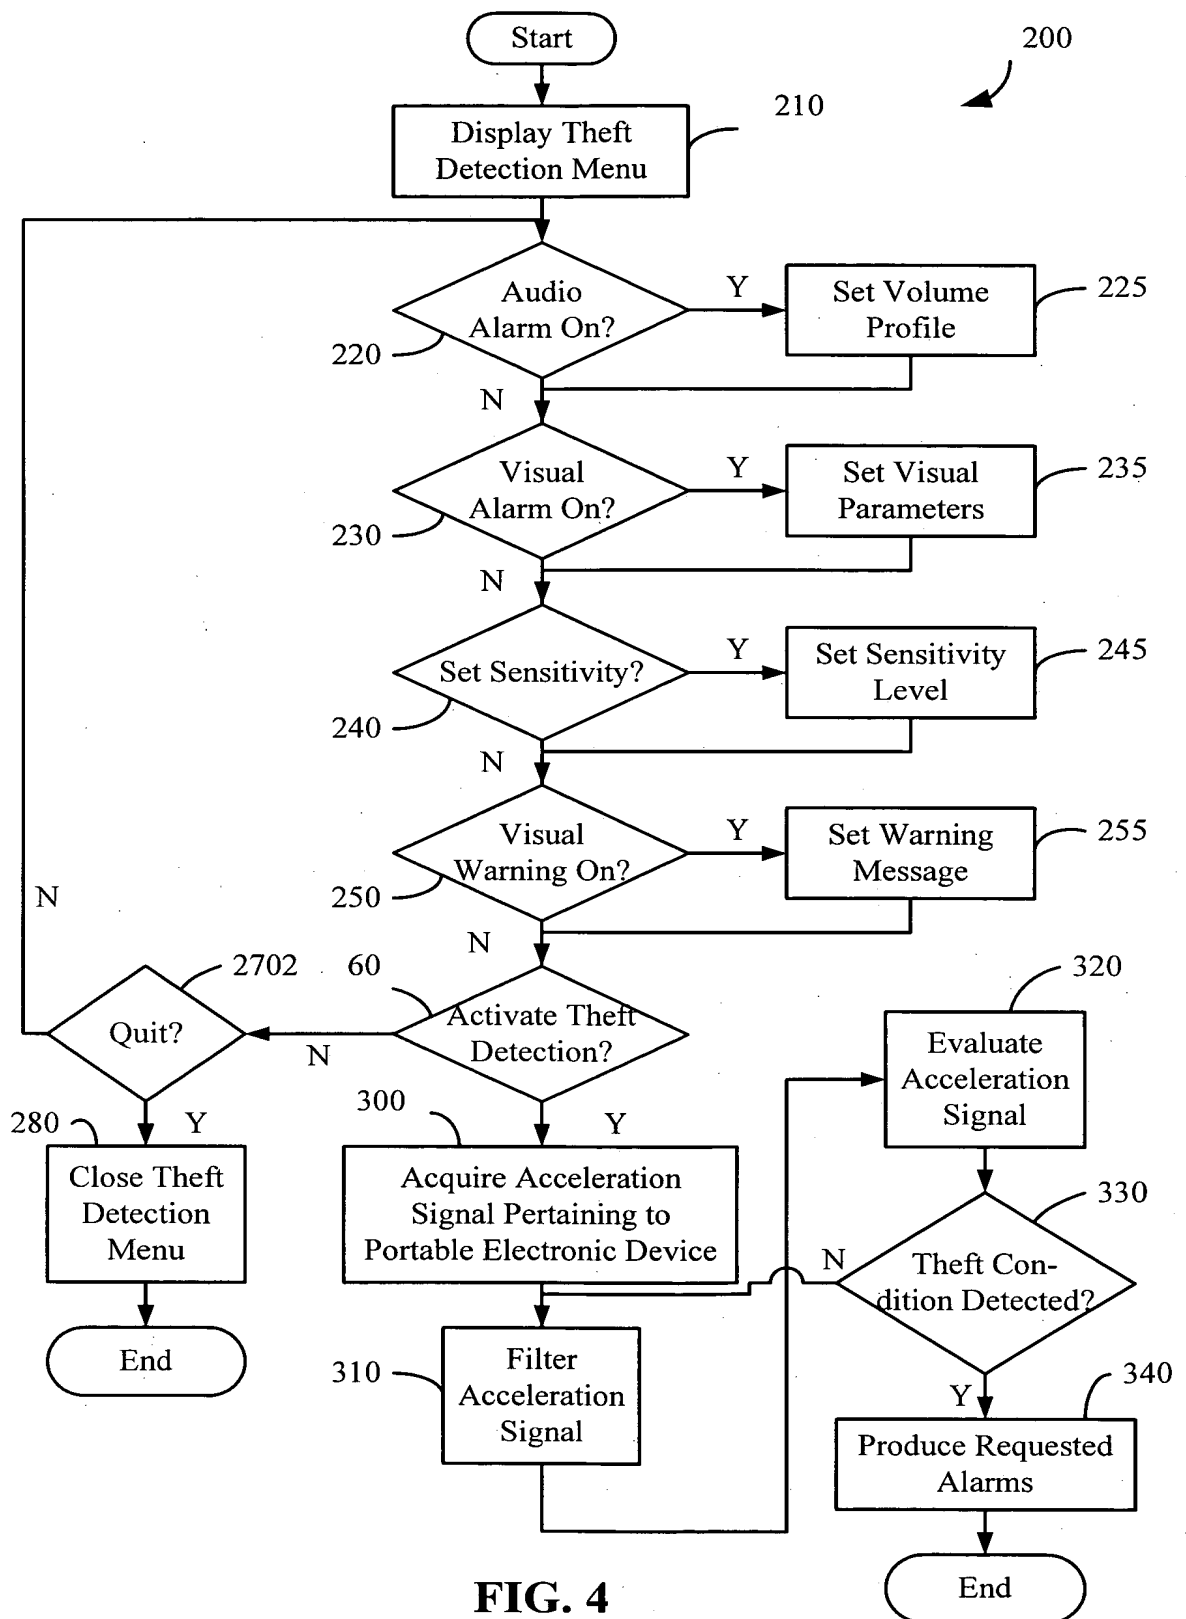 Start
200
210
Display Theft
Detection Menu
Audio
Alarm On?
220
Y
Set Volume
Profile
225
N
Visual
Alarm On?
230
Y
Set Visual
Parameters
235
N
Set Sensitivity?
240
Y
Set Sensitivity
Level
245
N
Visual
Warning On?
250
Y
Set Warning
Message
255
N
N
2702
60
Quit?
Activate Theft
Detection?
N
320
Evaluate
Acceleration
Signal
280
Y
300
Y
Close Theft
Detection
Menu
Acquire Acceleration
Signal Pertaining to
Portable Electronic Device
330
N
Theft Con-
dition Detected?
End
310
Filter
Acceleration
Signal
Y
340
Produce Requested
Alarms
End
FIG. 4